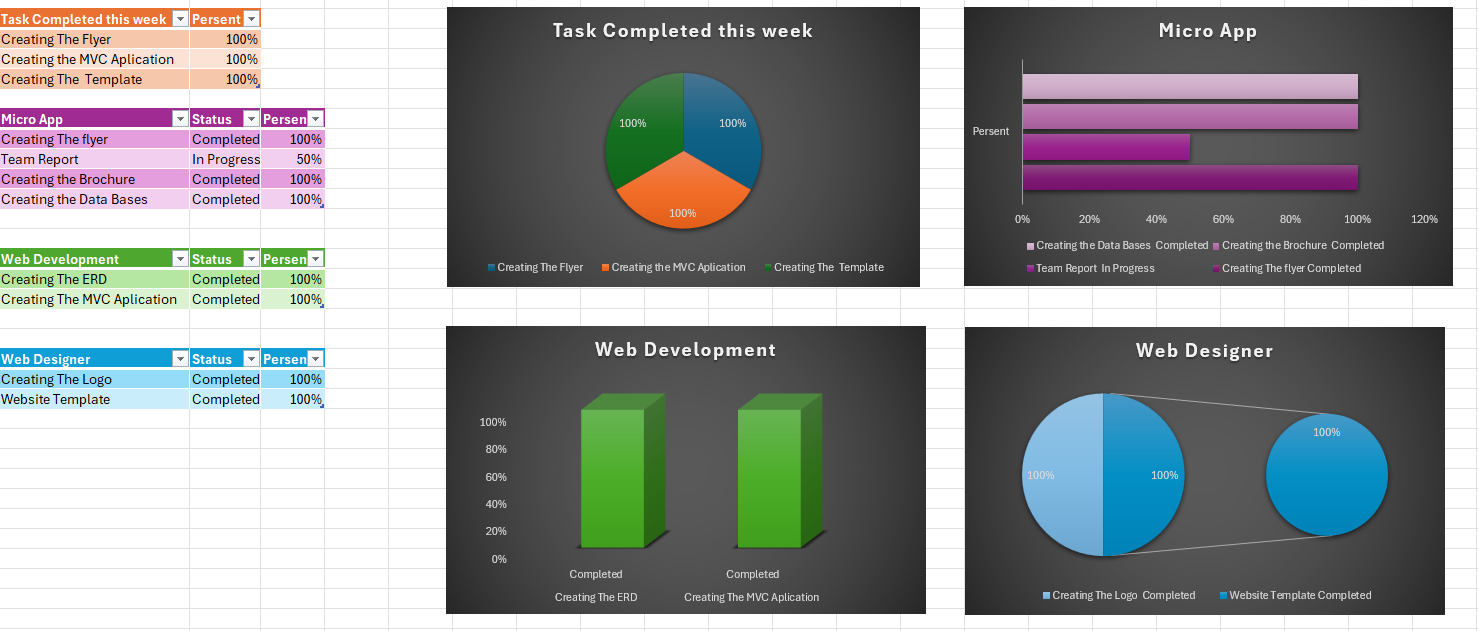 Task Completed this week Persent
Creating The Flyer 100%
Creating the MVC Aplication 100%
Creating The Template 100%
Micro App Status Persen
Creating The flyer Completed 100%
Team Report In Progress 50%
Creating the Brochure Completed 100%
Creating the Data Bases Completed 100%
Web Development Status Persen
Creating The ERD Completed 100%
Creating The MVC Aplication Completed 100%
Web Designer Status Persen
Creating The Logo Completed 100%
Website Template Completed 100%
Task Completed this week
100% 100%
100%
Creating The Flyer Creating the MVC Aplication Creating The Template
Micro App
Persent
0% 20% 40% 60% 80% 100% 120%
Creating the Data Bases Completed Creating the Brochure Completed
Team Report In Progress Creating The flyer Completed
Web Development
100%
80%
60%
40%
20%
0%
Completed Completed
Creating The ERD Creating The MVC Aplication
Web Designer
100%
100% 100%
Creating The Logo Completed Website Template Completed